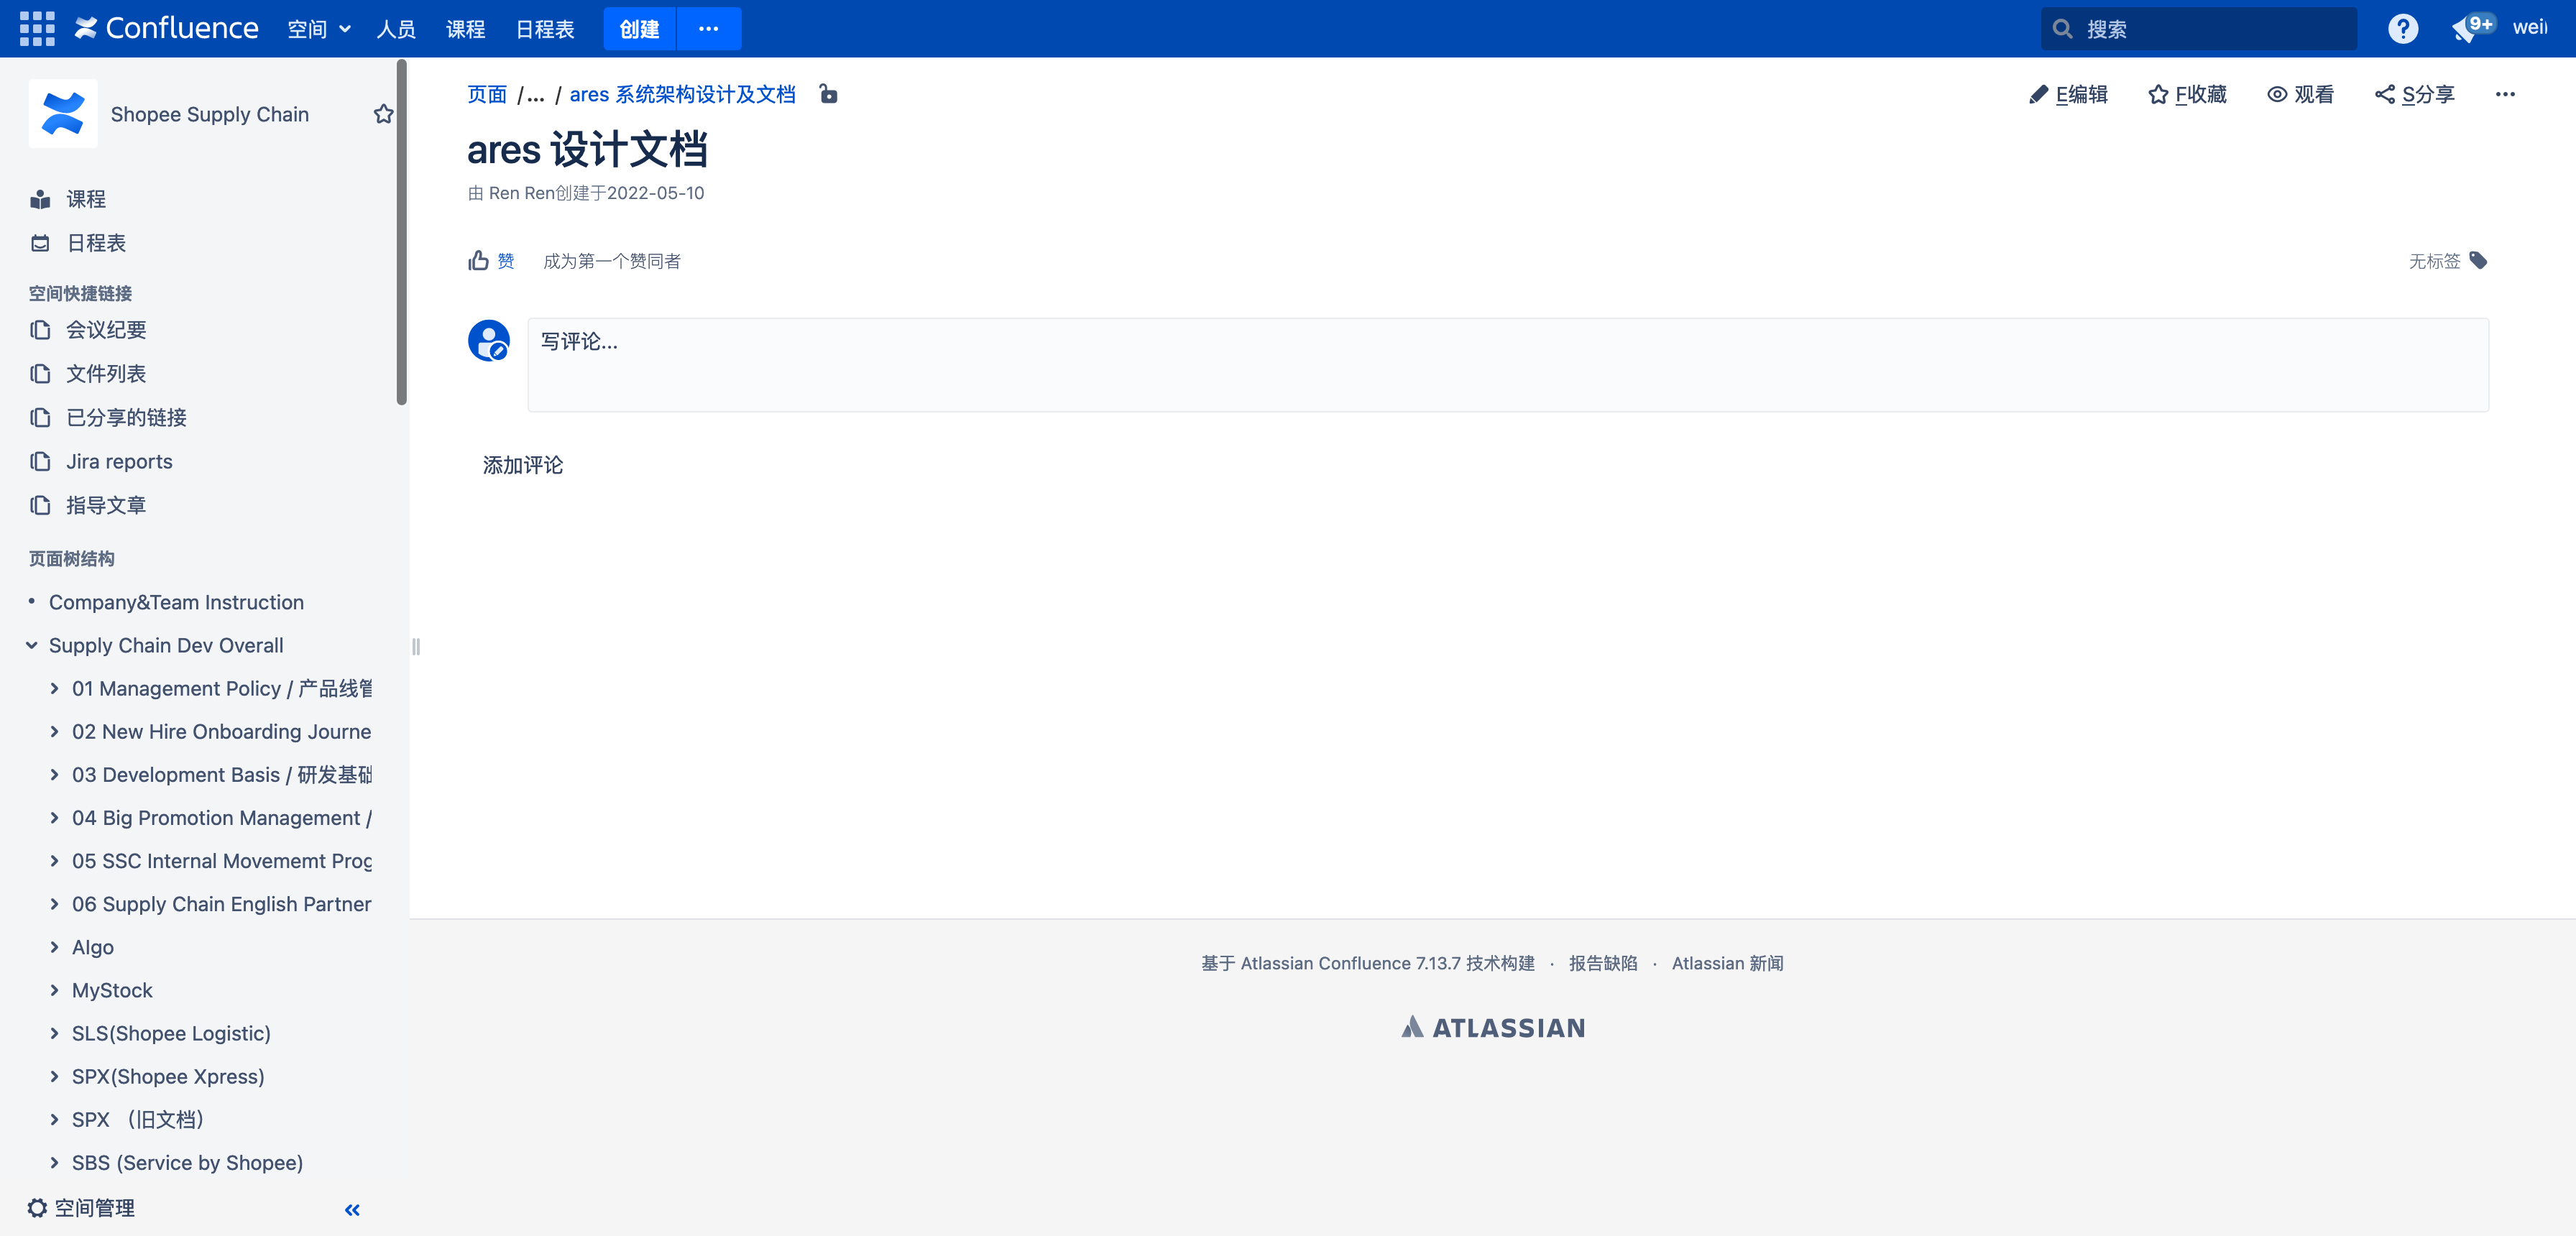 Confluence 空间 人员 课程 日程表 创建 ··· 搜索 ? 9+ wei
Shopee Supply Chain
课程
日程表
空间快捷链接
会议纪要
文件列表
已分享的链接
Jira reports
指导文章
页面树结构
• Company&Team Instruction
Supply Chain Dev Overall
01 Management Policy / 产品线管
02 New Hire Onboarding Journe
03 Development Basis / 研发基础
04 Big Promotion Management /
05 SSC Internal Movememt Prog
06 Supply Chain English Partner
Algo
MyStock
SLS(Shopee Logistic)
SPX(Shopee Xpress)
SPX （旧文档）
SBS (Service by Shopee)
空间管理 «
页面 /... / ares 系统架构设计及文档
E编辑 F收藏 观看 S分享 ···
ares 设计文档
由 Ren Ren创建于2022-05-10
赞 成为第一个赞同者 无标签
写评论...
添加评论
基于 Atlassian Confluence 7.13.7 技术构建 · 报告缺陷 · Atlassian 新闻
ATLASSIAN